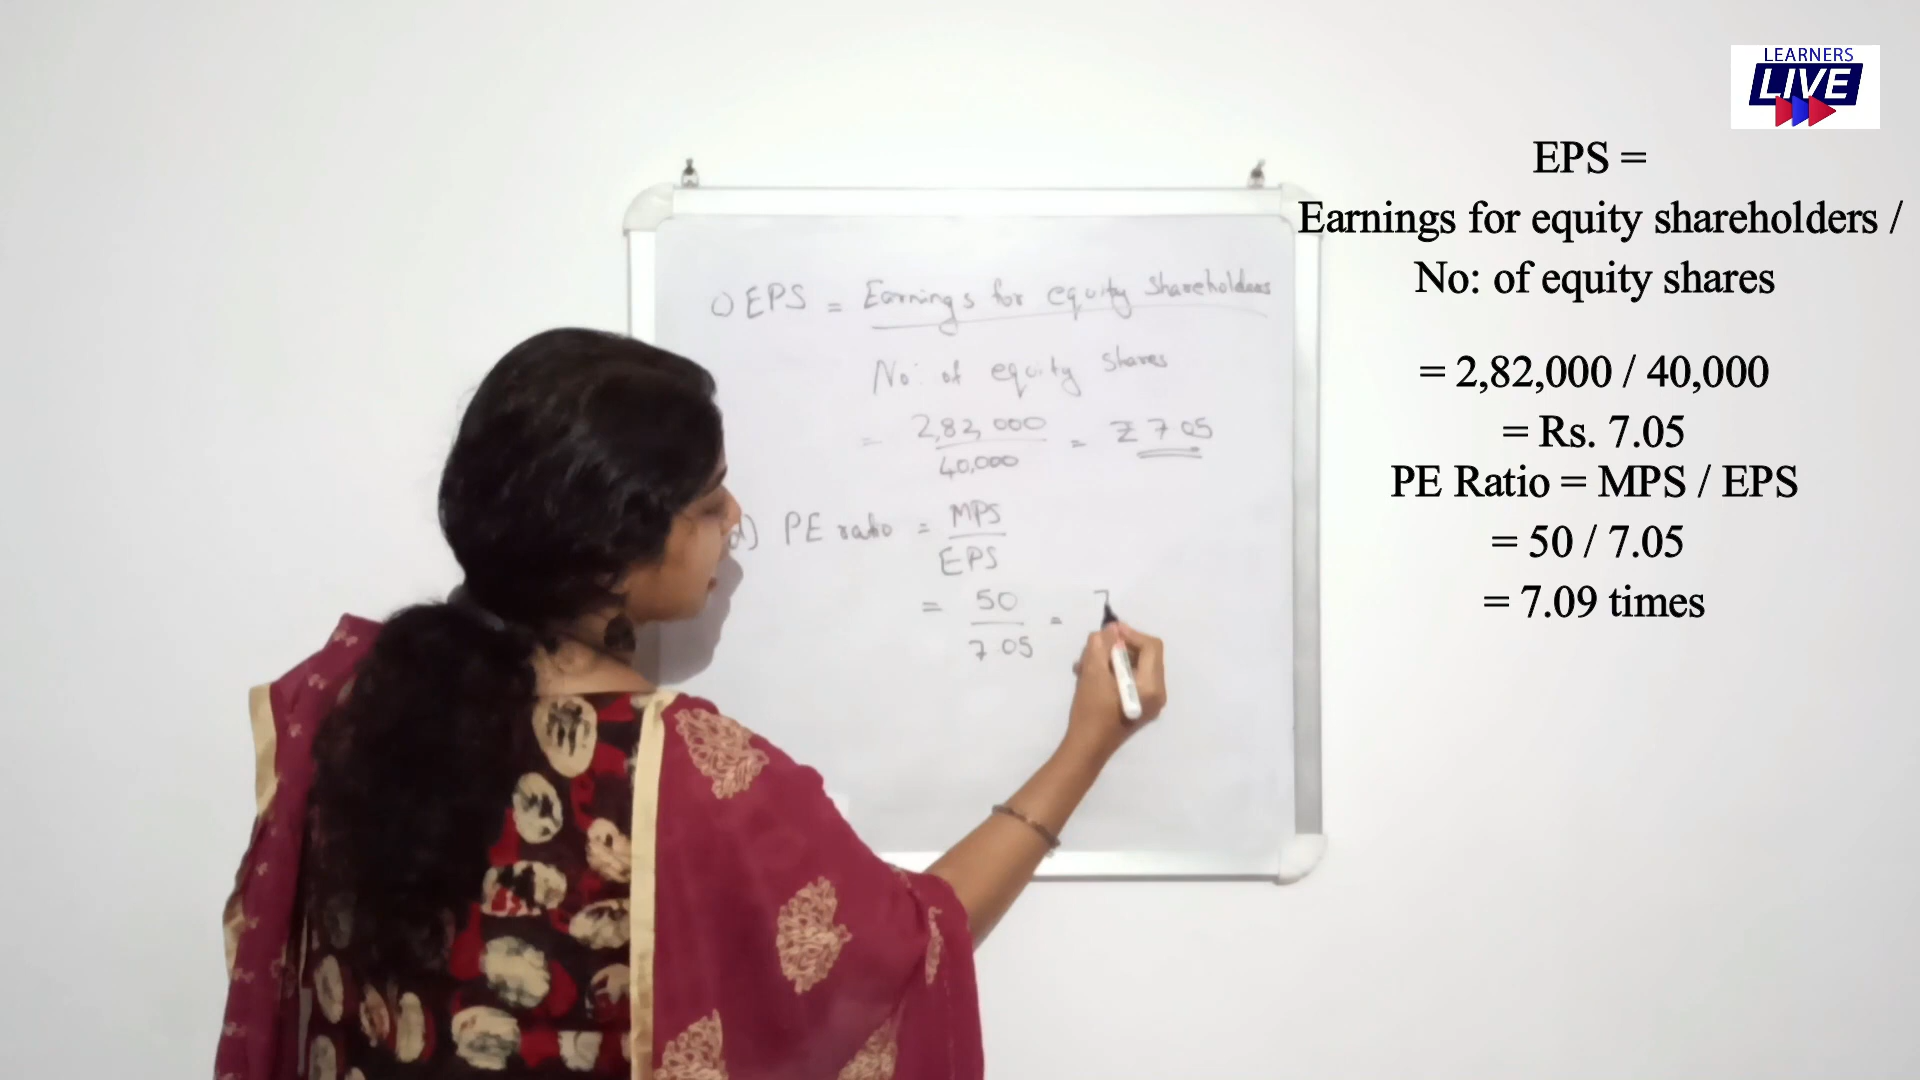 LEARNERS
LIVE
EPS =
Earnings for equity shareholders /
No: of equity shares
= 2,82,000 / 40,000
= Rs. 7.05
PE Ratio = MPS / EPS
= 50 / 7.05
= 7.09 times
EPS = Earnings for equity shareholders
No: of equity shares
= 2,82,000 = 7.05
40,000
d) PE ratio = MPS
EPS
= 50 = 7
7.05